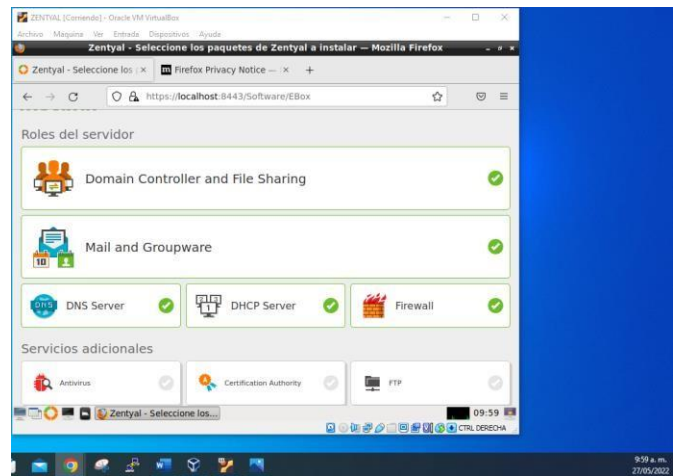 ZENTYAL [Corriendo] - Oracle VM VirtualBox
Archivo Máquina Ver Entrada Dispositivos Ayuda
Zentyal - Seleccione los paquetes de Zentyal a instalar — Mozilla Firefox
Zentyal - Seleccione los
Firefox Privacy Notice —
https://localhost:8443/Software/EBox
Roles del servidor
Domain Controller and File Sharing
Mail and Groupware
10
DNS
DNS Server
1
DHCP Server
Firewall
Servicios adicionales
Antivirus
Certification Authority
FTP
Zentyal - Seleccione los...
09:59
CTRL DERECHA
9:59 a. m.
27/05/2022